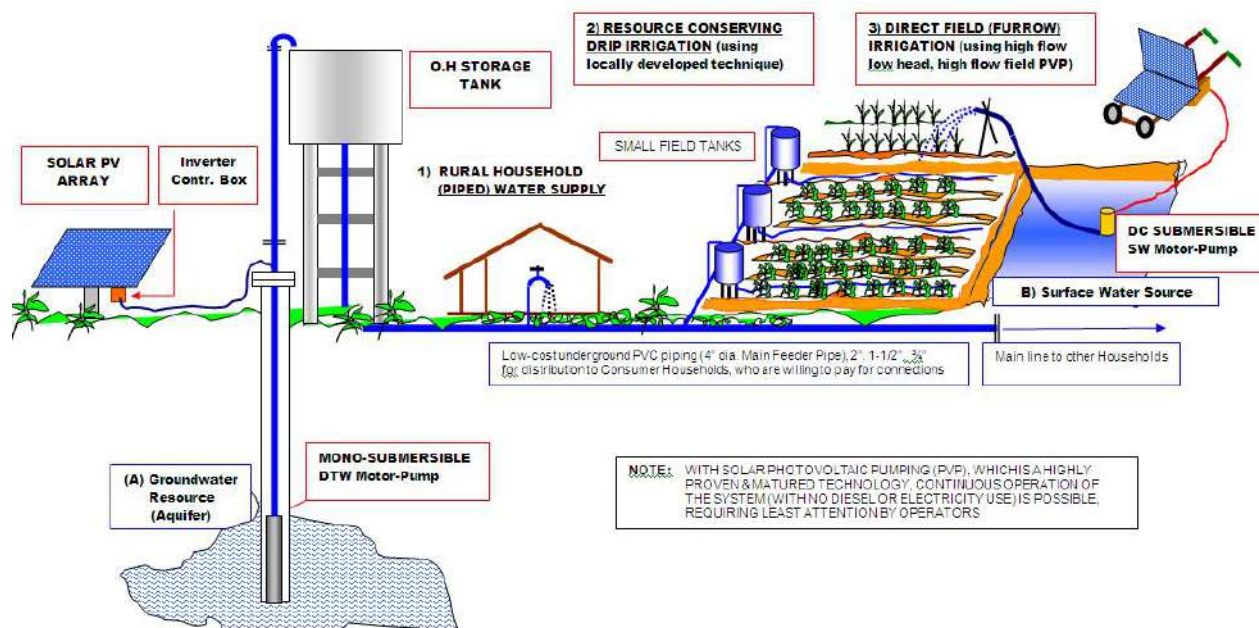 2) RESOURCE CONSERVING
DRIP IRRIGATION (using
locally developed technique)
3) DIRECT FIELD (FURROW)
IRRIGATION (using high flow
low head, high flow field PVP)
O.H STORAGE
TANK
SMALL FIELD TANKS
SOLAR PV
ARRAY
Inverter
Contr. Box
1) RURAL HOUSEHOLD
(PIPED) WATER SUPPLY
DC SUBMERSIBLE
SW Motor-Pump
B) Surface Water Source
Low-cost underground PVC piping (4" dia. Main Feeder Pipe), 2", 1-1/2", ¾"
for distribution to Consumer Households, who are willing to pay for connections
Main line to other Households
(A) Groundwater
Resource
(Aquifer)
MONO-SUBMERSIBLE
DTW Motor-Pump
NOTE: WITH SOLAR PHOTOVOLTAIC PUMPING (PVP), WHICH IS A HIGHLY
PROVEN & MATURED TECHNOLOGY, CONTINUOUS OPERATION OF
THE SYSTEM (WITH NO DIESEL OR ELECTRICITY USE) IS POSSIBLE,
REQUIRING LEAST ATTENTION BY OPERATORS